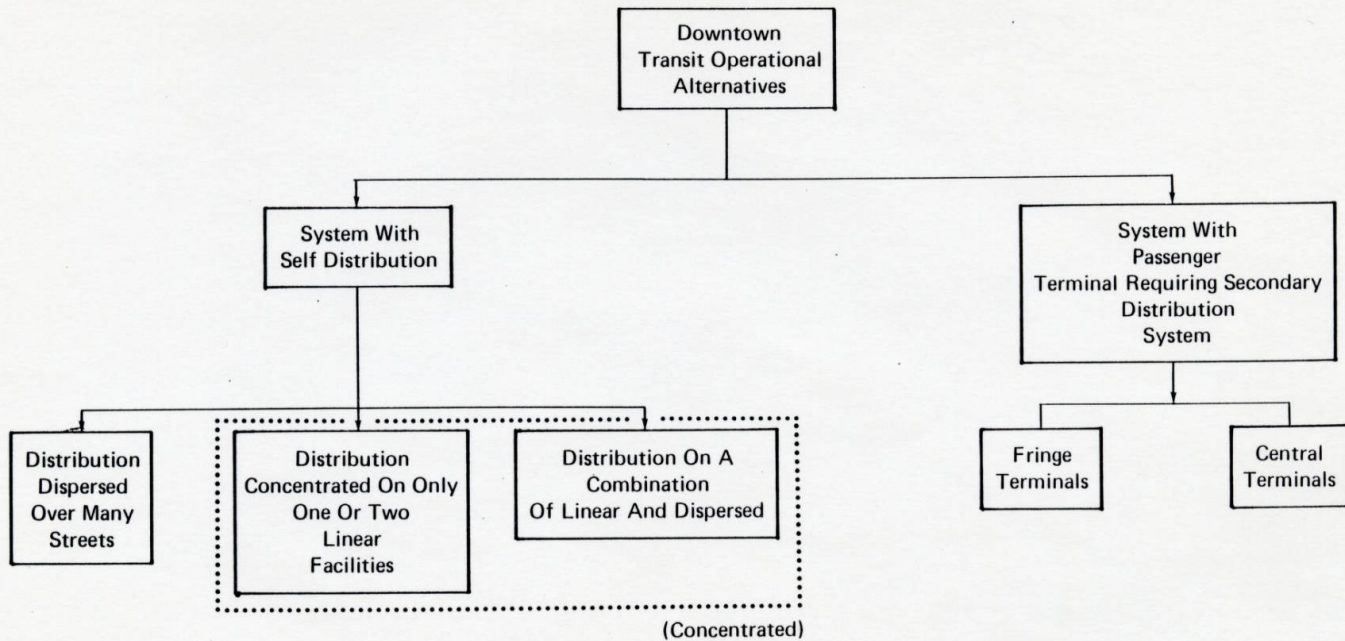 Downtown
Transit Operational
Alternatives
System With
Self Distribution
System With
Passenger
Terminal Requiring Secondary
Distribution
System
Distribution
Dispersed
Over Many
Streets
Distribution
Concentrated On Only
One Or Two
Linear
Facilities
Distribution On A
Combination
Of Linear And Dispersed
Fringe
Terminals
Central
Terminals
(Concentrated)